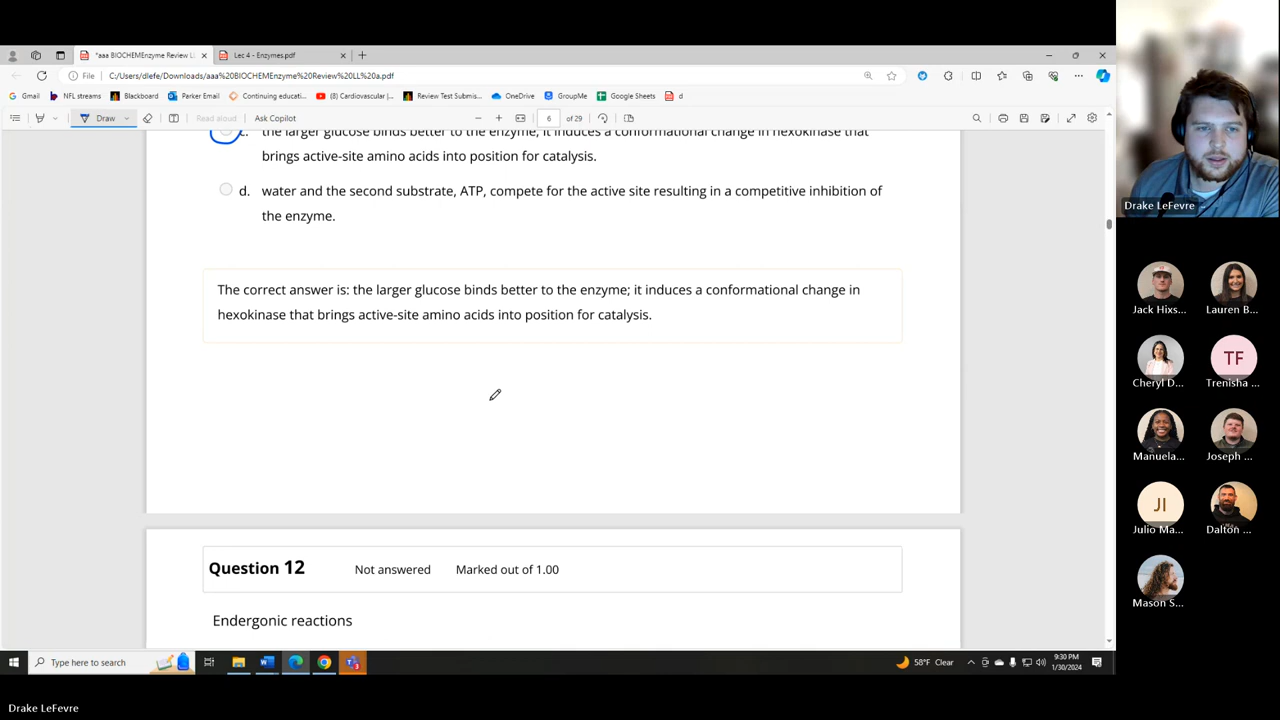 *aaa BIOCHEMEnzyme Review L
Lec 4 - Enzymes.pdf
File
C:/Users/dlefe/Downloads/aaa%20BIOCHEMEnzyme%20Review%20LL%20a.pdf
Gmail
NFL streams
Blackboard
Parker Email
Continuing educati...
(8) Cardiovascular |...
Review Test Submis...
OneDrive
GroupMe
Google Sheets
d
Draw
Read aloud
Ask Copilot
6
of 29
c. the larger glucose binds better to the enzyme; it induces a conformational change in hexokinase that
brings active-site amino acids into position for catalysis.
d. water and the second substrate, ATP, compete for the active site resulting in a competitive inhibition of
the enzyme.
The correct answer is: the larger glucose binds better to the enzyme; it induces a conformational change in
hexokinase that brings active-site amino acids into position for catalysis.
Question 12 Not answered Marked out of 1.00
Endergonic reactions
Type here to search
58°F Clear
9:30 PM
1/30/2024
Drake LeFevre
Jack Hixs...
Lauren B...
Cheryl D...
TF
Trenisha ...
Manuela...
Joseph ...
JI
Julio Ma...
Dalton ...
Mason S...
Drake LeFevre